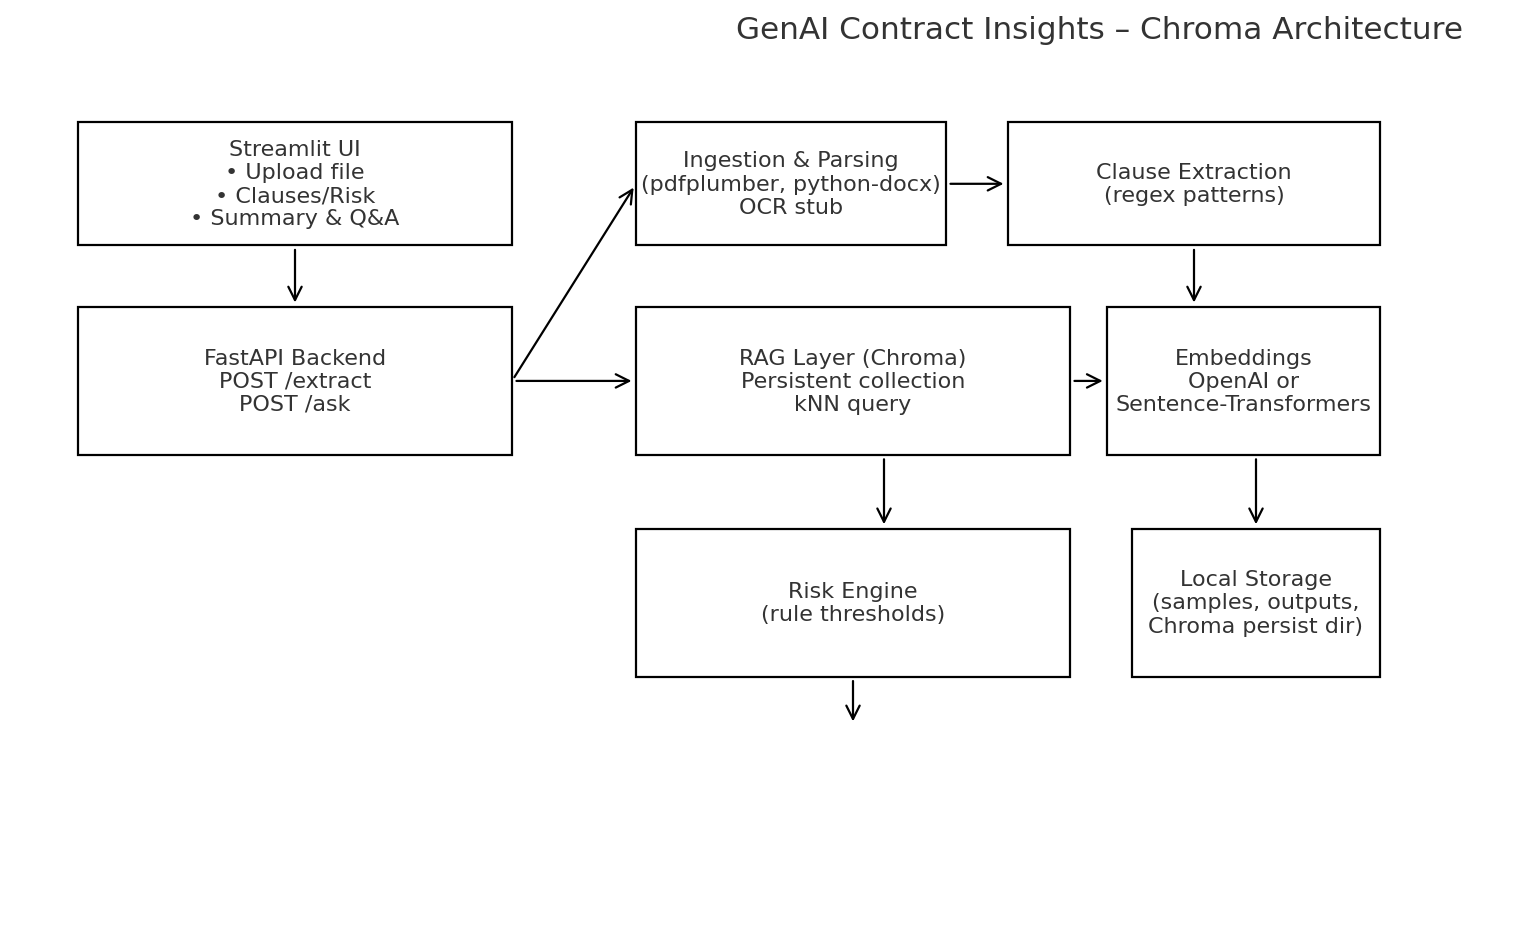 GenAI Contract Insights – Chroma Architecture
Streamlit UI
• Upload file
• Clauses/Risk
• Summary & Q&A
Ingestion & Parsing
(pdfplumber, python-docx)
OCR stub
Clause Extraction
(regex patterns)
FastAPI Backend
POST /extract
POST /ask
RAG Layer (Chroma)
Persistent collection
kNN query
Embeddings
OpenAI or
Sentence-Transformers
Risk Engine
(rule thresholds)
Local Storage
(samples, outputs,
Chroma persist dir)